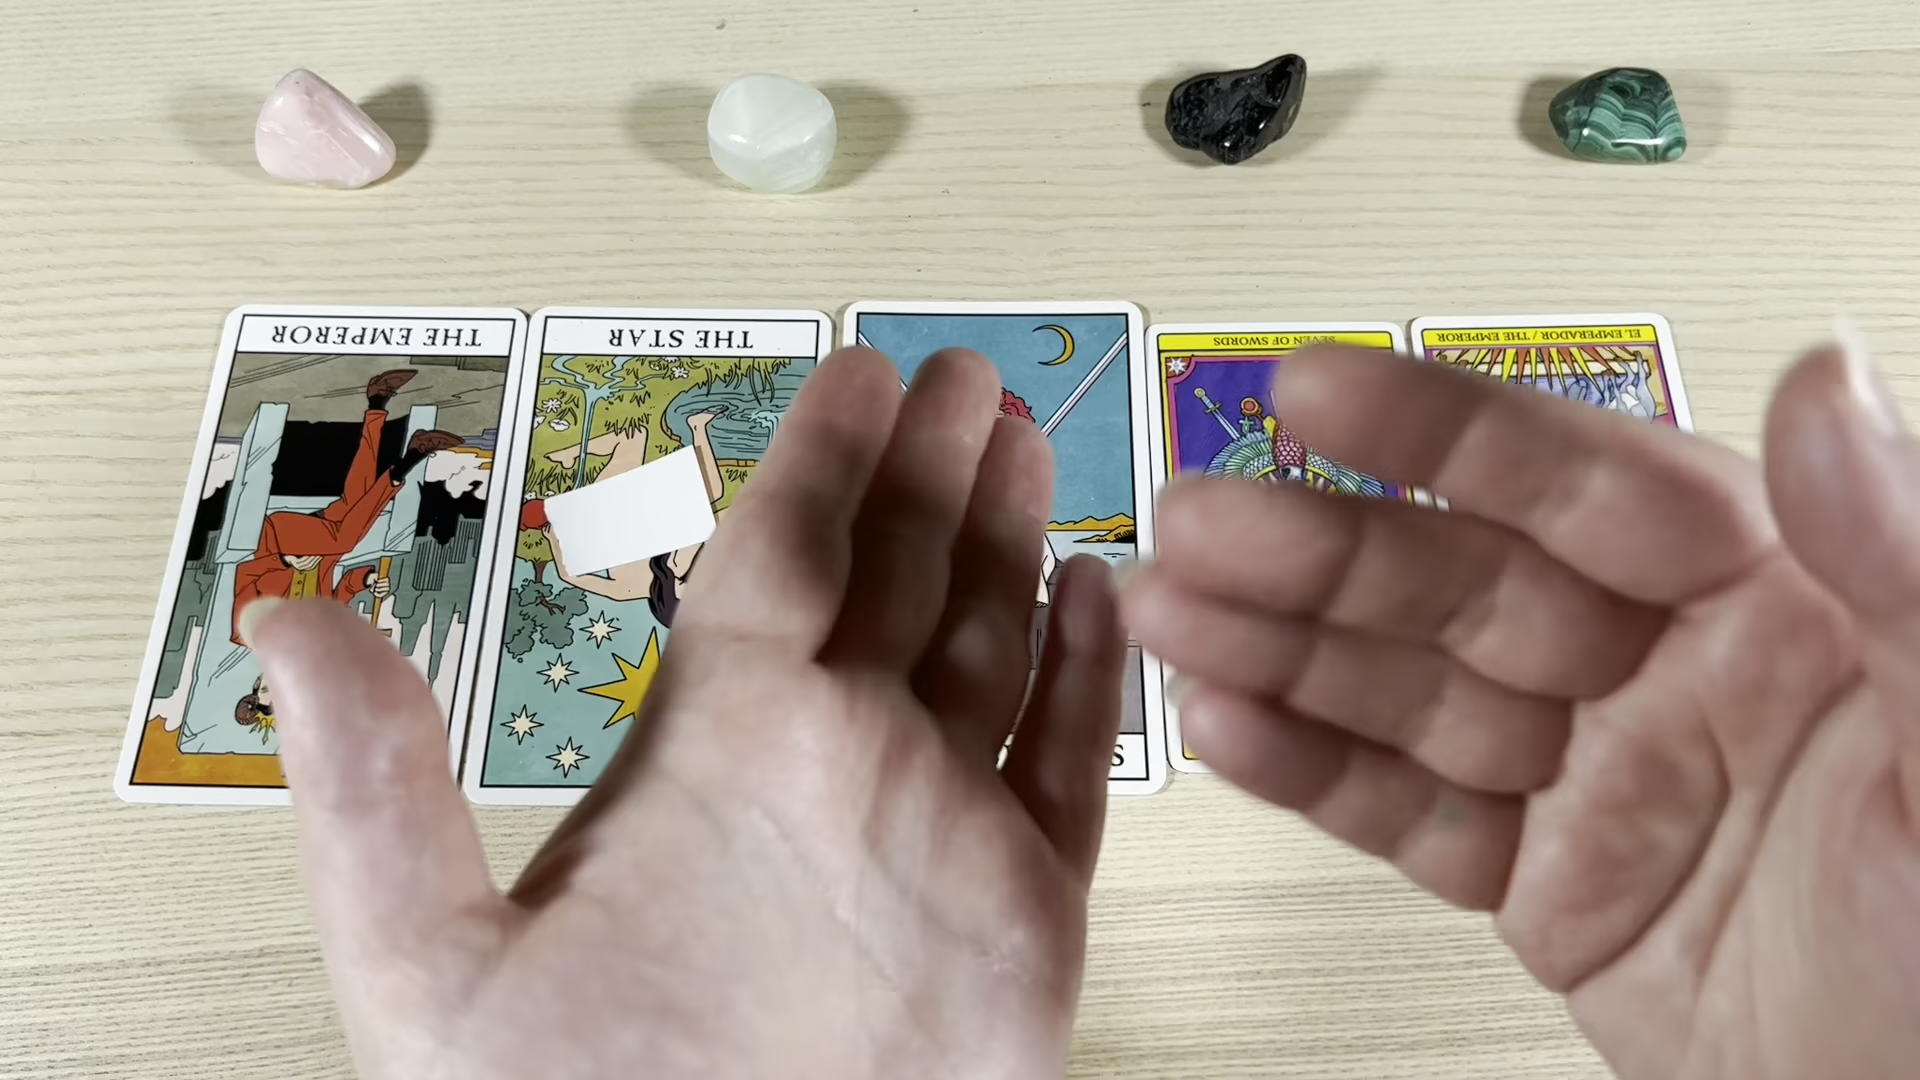 THE EMPEROR
THE STAR
SEVEN OF SWORDS
EL EMPERADOR / THE EMPEROR
S